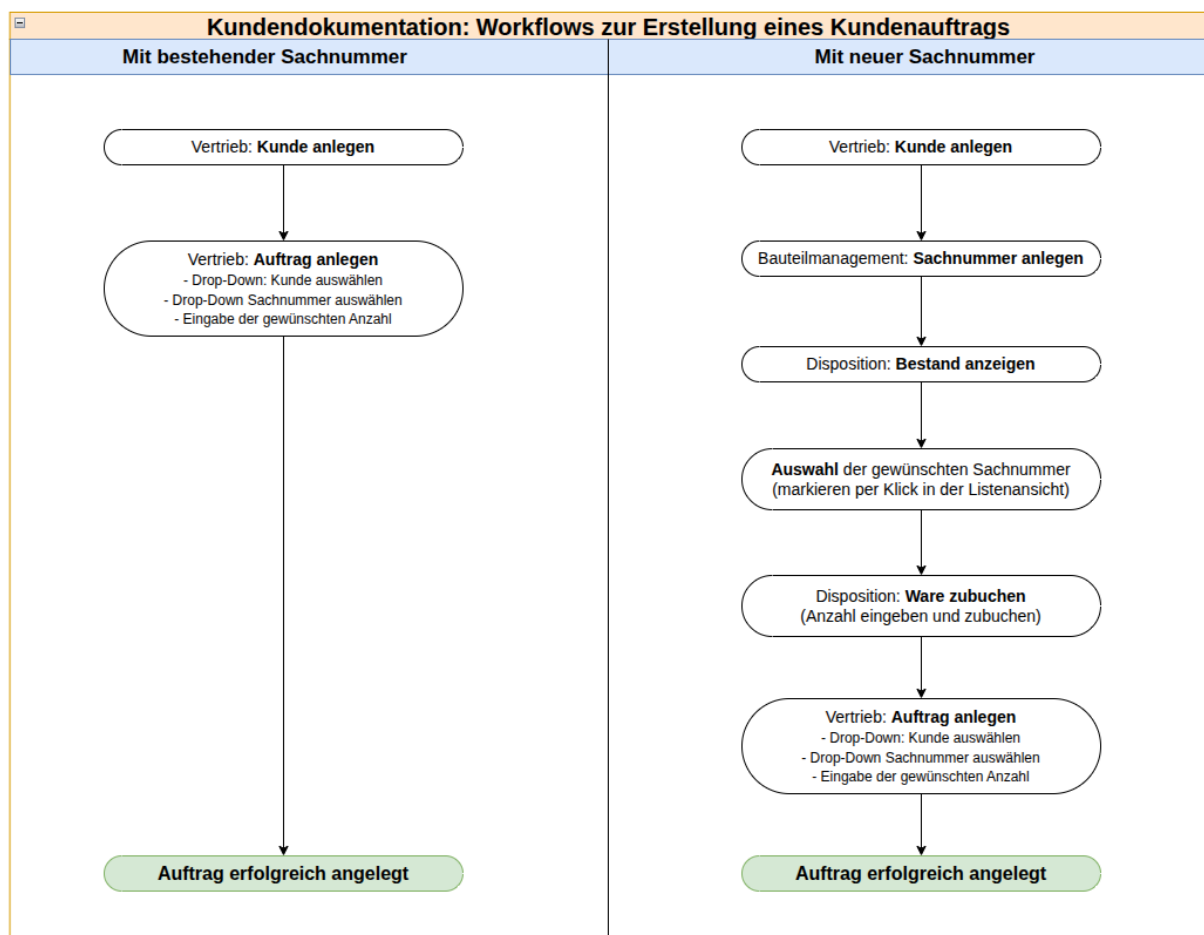 Kundendokumentation: Workflows zur Erstellung eines Kundenauftrags
Mit bestehender Sachnummer
Vertrieb: Kunde anlegen
Vertrieb: Auftrag anlegen
- Drop-Down: Kunde auswählen
- Drop-Down Sachnummer auswählen
- Eingabe der gewünschten Anzahl
Auftrag erfolgreich angelegt
Mit neuer Sachnummer
Vertrieb: Kunde anlegen
Bauteilmanagement: Sachnummer anlegen
Disposition: Bestand anzeigen
Auswahl der gewünschten Sachnummer
(markieren per Klick in der Listenansicht)
Disposition: Ware zubuchen
(Anzahl eingeben und zubuchen)
Vertrieb: Auftrag anlegen
- Drop-Down: Kunde auswählen
- Drop-Down Sachnummer auswählen
- Eingabe der gewünschten Anzahl
Auftrag erfolgreich angelegt